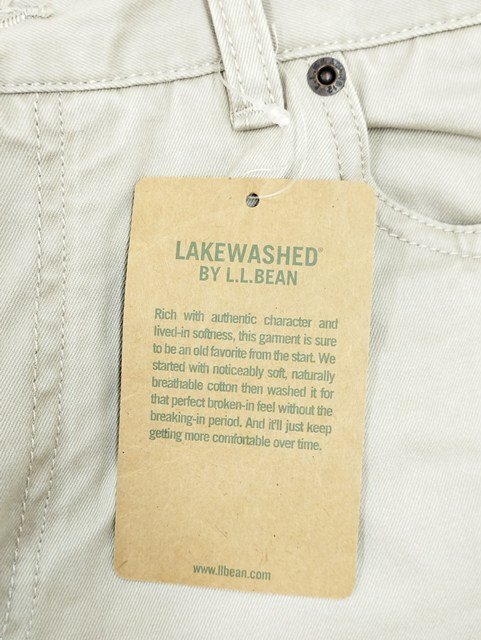 LAKEWASHED®
BY L.L.BEAN
Rich with authentic character and
lived-in softness, this garment is sure
to be an old favorite from the start. We
started with noticeably soft, naturally
breathable cotton then washed it for
that perfect broken-in feel without the
breaking-in period. And it'll just keep
getting more comfortable over time.
www.llbean.com